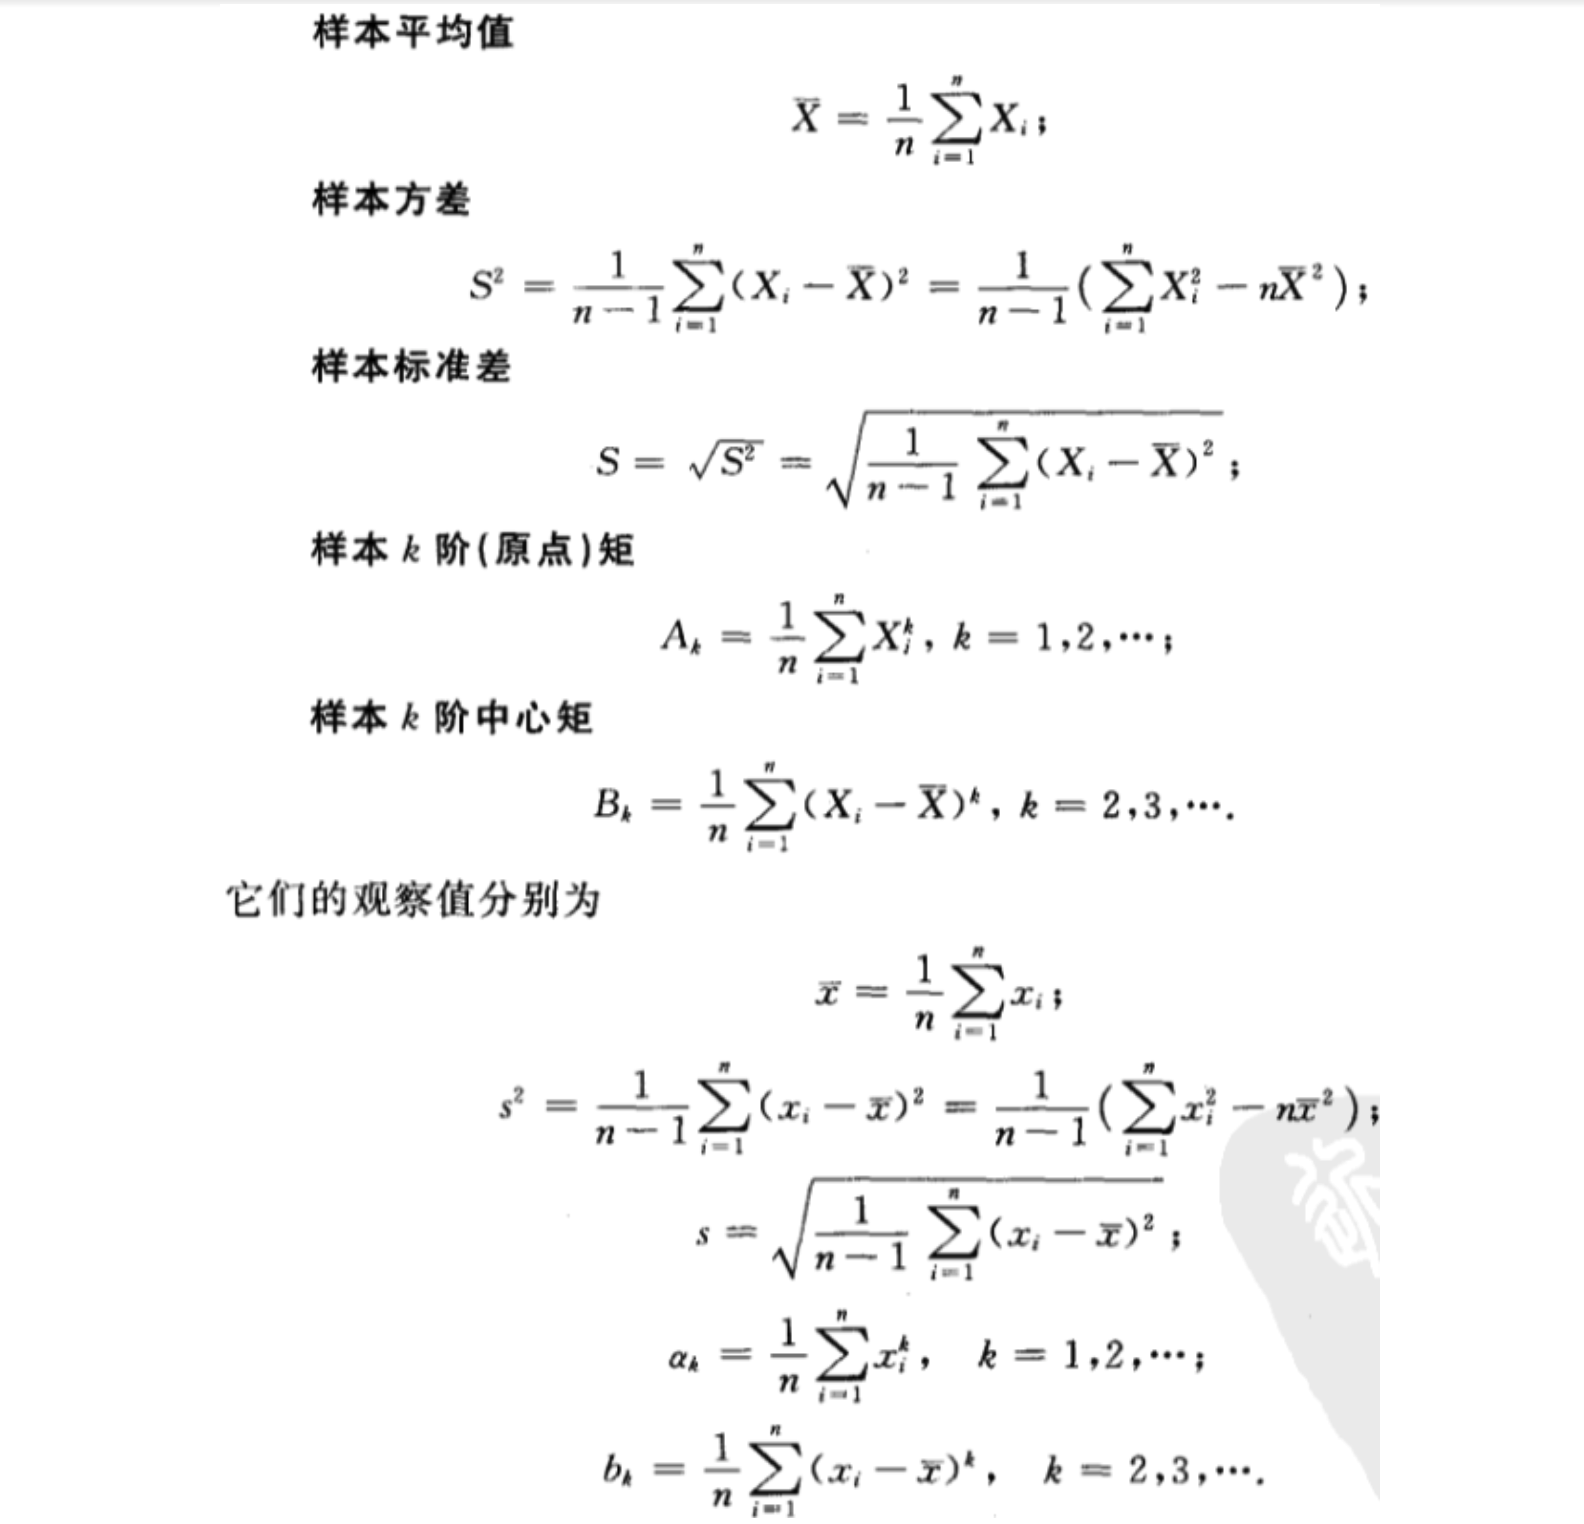 样本平均值
$\overline{X} = \frac{1}{n}\sum_{i=1}^{n} X_i;$
样本方差
$S^2 = \frac{1}{n-1}\sum_{i=1}^{n}(X_i - \overline{X})^2 = \frac{1}{n-1}(\sum_{i=1}^{n} X_i^2 - n\overline{X}^2);$
样本标准差
$S = \sqrt{S^2} = \sqrt{\frac{1}{n-1}\sum_{i=1}^{n}(X_i - \overline{X})^2};$
样本 k 阶(原点)矩
$A_k = \frac{1}{n}\sum_{i=1}^{n} X_i^k, k = 1,2,\cdots;$
样本 k 阶中心矩
$B_k = \frac{1}{n}\sum_{i=1}^{n}(X_i - \overline{X})^k, k = 2,3,\cdots.$
它们的观察值分别为
$\overline{x} = \frac{1}{n}\sum_{i=1}^{n} x_i;$
$s^2 = \frac{1}{n-1}\sum_{i=1}^{n}(x_i - \overline{x})^2 = \frac{1}{n-1}(\sum_{i=1}^{n} x_i^2 - n\overline{x}^2);$
$s = \sqrt{\frac{1}{n-1}\sum_{i=1}^{n}(x_i - \overline{x})^2};$
$\alpha_k = \frac{1}{n}\sum_{i=1}^{n} x_i^k, k = 1,2,\cdots;$
$b_k = \frac{1}{n}\sum_{i=1}^{n}(x_i - \overline{x})^k, k = 2,3,\cdots.$